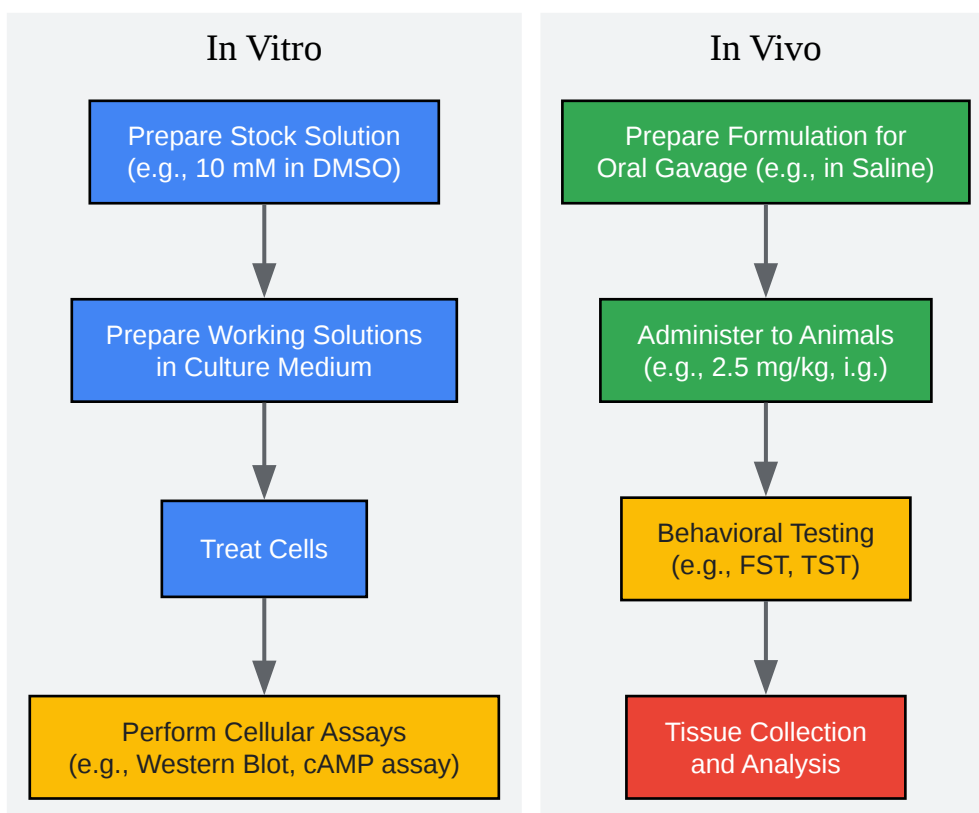 In Vitro
Prepare Stock Solution
(e.g., 10 mM in DMSO)
Prepare Working Solutions
in Culture Medium
Treat Cells
Perform Cellular Assays
(e.g., Western Blot, cAMP assay)
In Vivo
Prepare Formulation for
Oral Gavage (e.g., in Saline)
Administer to Animals
(e.g., 2.5 mg/kg, i.g.)
Behavioral Testing
(e.g., FST, TST)
Tissue Collection
and Analysis